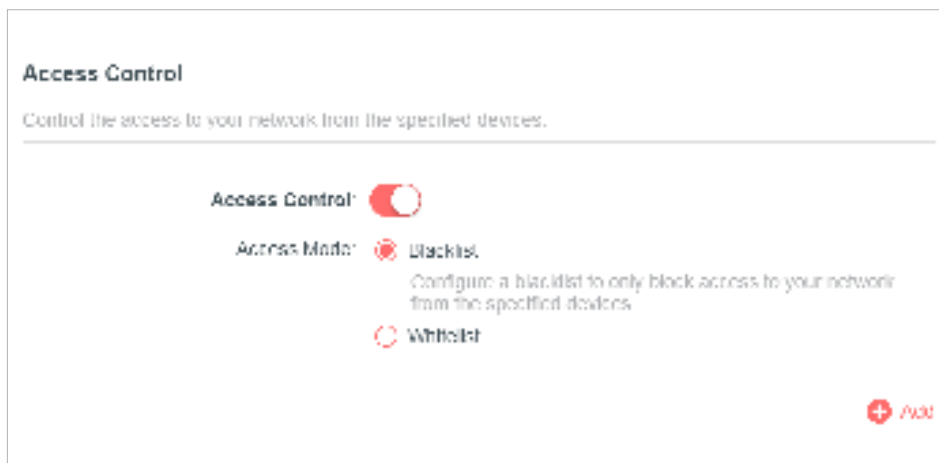 Access Control
Control the access to your network from the specified devices.
Access Control:
Access Mode:
Blacklist
Configure a blacklist to only block access to your network
from the specified devices
Whitelist
Add